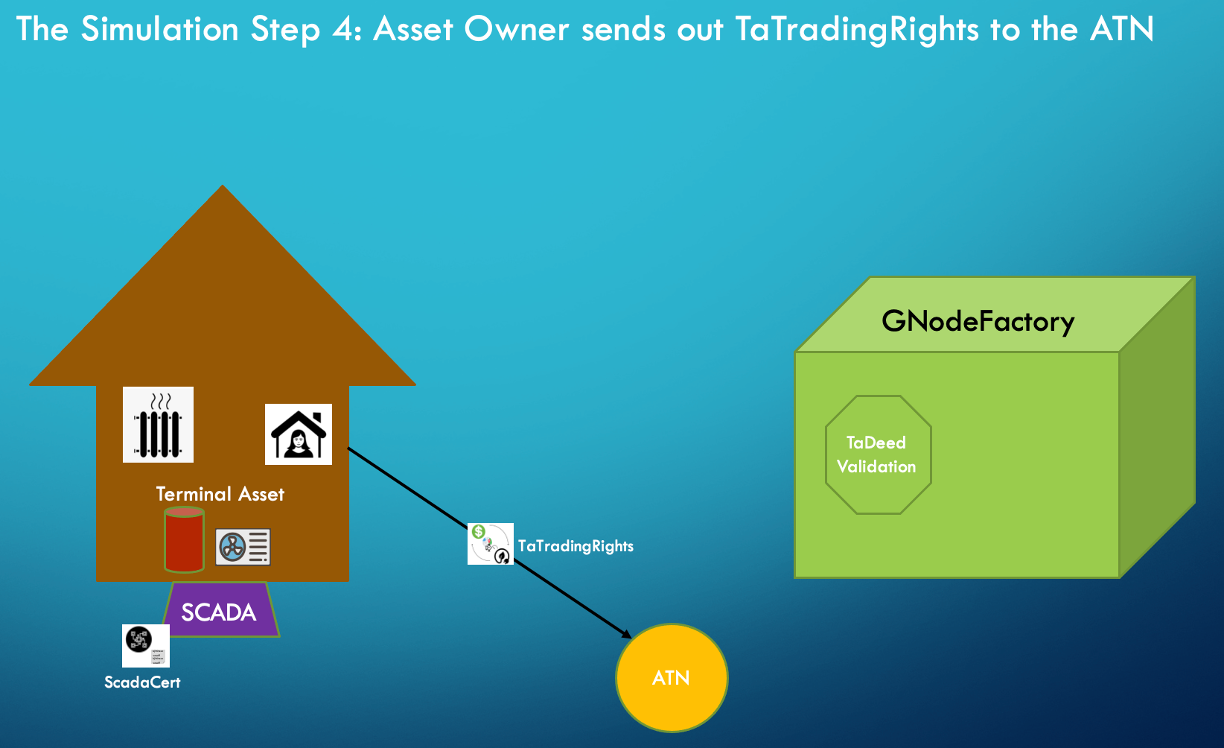 The Simulation Step 4: Asset Owner sends out TaTradingRights to the ATN
GNodeFactory
TaDeed
Validation
Terminal Asset
TaTradingRights
SCADA
ScadaCert
ATN